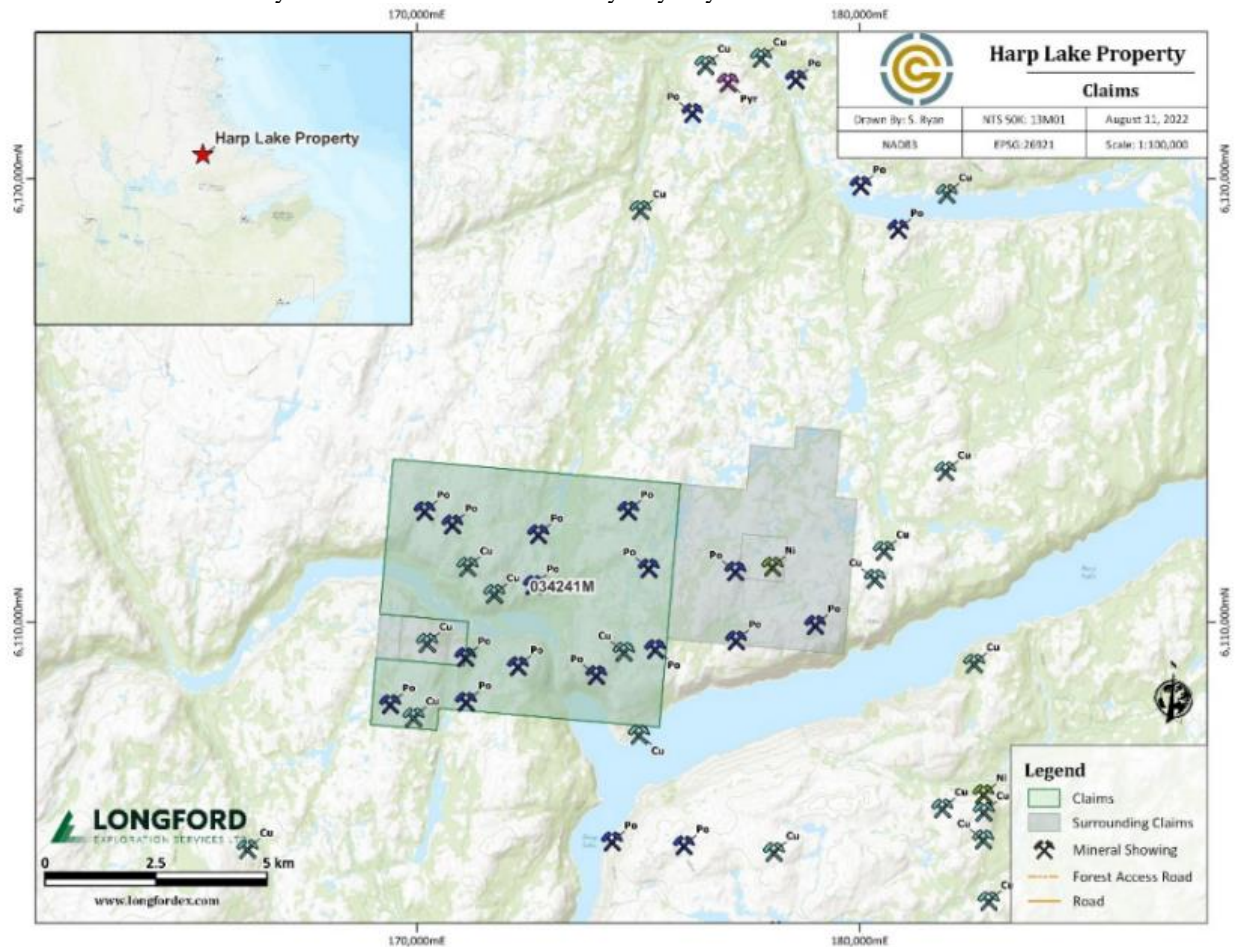 170,000mE
180,000mE
Harp Lake Property
Claims
Drawn By: S. Ryan
NTS 50K: 13M01
August 11, 2022
NAD83
EPSG:26921
Scale: 1:100,000
Harp Lake Property
6,120,000mN
6,120,000mN
Cu
Cu
Po
Po
Pyr
Po
Cu
Cu
Po
Cu
Po
Po
Po
Fo
Cu
Cu
Po
Cu
Po
Po
Ni
Cu
Po
034241M
6,110,000mN
6,110,000mN
Cu
Po
Cu
Po
Po
Po
Po
Po
Cu
Po
Cu
Po
Cu
Legend
Claims
Surrounding Claims
Mineral Showing
Forest Access Road
Road
Ni
Cu
Cu
Cu
Po
Po
Cu
LONGFORD
EXPLORATION SERVICES
Cu
0
2.5
5 km
www.longfordex.com
170,000mE
180,000mE